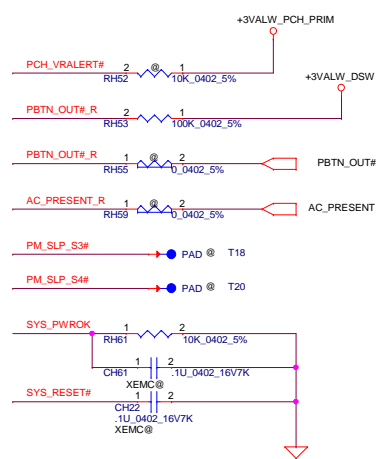 +3VALW_PCH_PRIM
PCH_VRALERT# 2 @ 1
RH52 10K_0402_5%
+3VALW_DSW
PBTN_OUT#_R 2 1
RH53 100K_0402_5%
PBTN_OUT#_R 1 @ 2 PBTN_OUT#
RH55 0_0402_5%
AC_PRESENT_R 1 @ 2 AC_PRESENT
RH59 0_0402_5%
PM_SLP_S3# PAD @ T18
PM_SLP_S4# PAD @ T20
SYS_PWROK 1 2
RH61 10K_0402_5%
1 2
CH61 .1U_0402_16V7K
XEMC@
SYS_RESET# 1 2
CH22
.1U_0402_16V7K
XEMC@